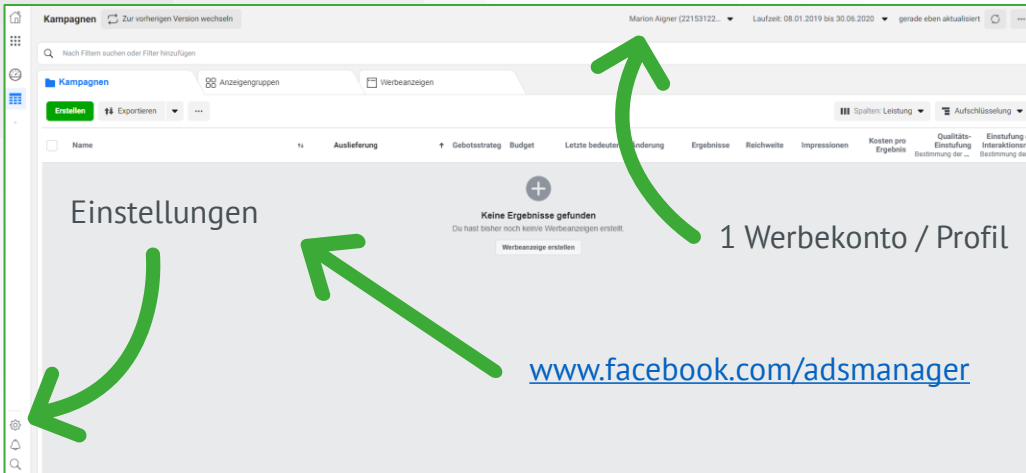 Kampagnen Zur vorherigen Version wechseln Marion Aigner (22153122... Laufzeit: 08.01.2019 bis 30.06.2020 gerade eben aktualisiert ...
Nach Filtern suchen oder Filter hinzufügen
Kampagnen Anzeigengruppen Werbeanzeigen
Erstellen Exportieren ... Spalten: Leistung Aufschlüsselung
Name Auslieferung Gebotsstrateg Budget Letzte bedeuten Änderung Ergebnisse Reichweite Impressionen Kosten pro Ergebnis Qualitäts-Einstufung Bestimmung der ... Einstufung
Keine Ergebnisse gefunden
Du hast bisher noch keine Werbeanzeigen erstellt.
Werbeanzeige erstellen
Einstellungen
1 Werbekonto / Profil
www.facebook.com/adsmanager